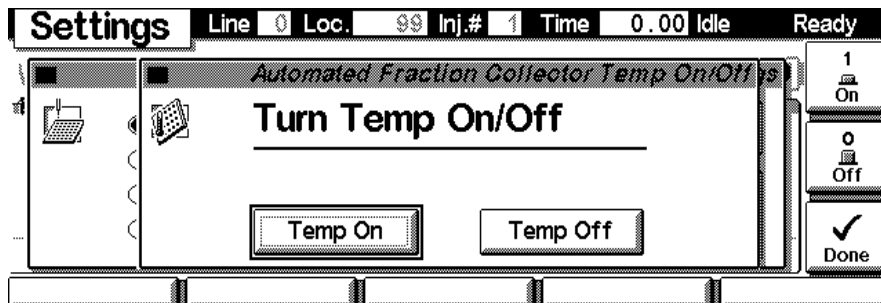 Settings Line 0 Loc. 99 Inj.# 1 Time 0.00 Idle Ready
Automated Fraction Collector Temp On/Off gs
Turn Temp On/Off
Temp On Temp Off
1
On
0
Off
Done